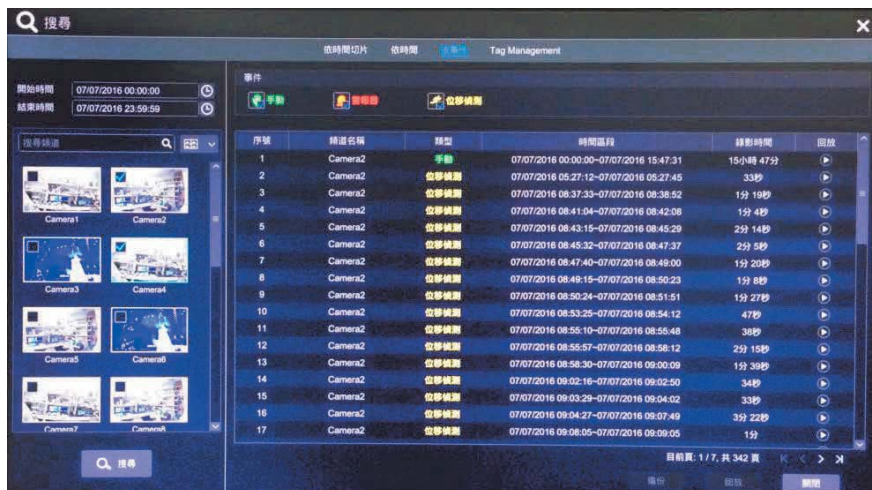 搜尋
依時間切片 依時間 依事件 Tag Management
開始時間 07/07/2016 00:00:00
結束時間 07/07/2016 23:59:59
搜尋頻道
Camera1 Camera2
Camera3 Camera4
Camera5 Camera6
Camera7 Camera8
搜尋
事件
手動 警報器 位移偵測
序號 頻道名稱 類型 時間區段 錄影時間 回放
1 Camera2 手動 07/07/2016 00:00:00~07/07/2016 15:47:31 15小時 47分
2 Camera2 位移偵測 07/07/2016 05:27:12~07/07/2016 05:27:45 33秒
3 Camera2 位移偵測 07/07/2016 08:37:33~07/07/2016 08:38:52 1分 19秒
4 Camera2 位移偵測 07/07/2016 08:41:04~07/07/2016 08:42:08 1分 4秒
5 Camera2 位移偵測 07/07/2016 08:43:15~07/07/2016 08:45:29 2分 14秒
6 Camera2 位移偵測 07/07/2016 08:45:32~07/07/2016 08:47:37 2分 5秒
7 Camera2 位移偵測 07/07/2016 08:47:40~07/07/2016 08:49:00 1分 20秒
8 Camera2 位移偵測 07/07/2016 08:49:15~07/07/2016 08:50:23 1分 8秒
9 Camera2 位移偵測 07/07/2016 08:50:24~07/07/2016 08:51:51 1分 27秒
10 Camera2 位移偵測 07/07/2016 08:53:25~07/07/2016 08:54:12 47秒
11 Camera2 位移偵測 07/07/2016 08:55:10~07/07/2016 08:55:48 38秒
12 Camera2 位移偵測 07/07/2016 08:55:57~07/07/2016 08:58:12 2分 15秒
13 Camera2 位移偵測 07/07/2016 08:58:30~07/07/2016 09:00:09 1分 39秒
14 Camera2 位移偵測 07/07/2016 09:02:16~07/07/2016 09:02:50 34秒
15 Camera2 位移偵測 07/07/2016 09:03:29~07/07/2016 09:04:02 33秒
16 Camera2 位移偵測 07/07/2016 09:04:27~07/07/2016 09:07:49 3分 22秒
17 Camera2 位移偵測 07/07/2016 09:08:05~07/07/2016 09:09:05 1分
目前頁: 1 / 7, 共 342 頁
備份 回放 關閉